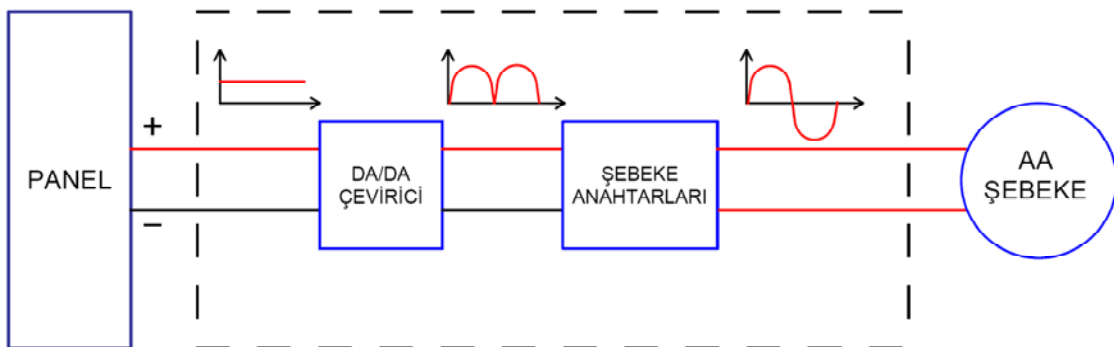 PANEL
+
−
DA/DA
ÇEVİRİCİ
ŞEBEKE
ANAHTARLARI
AA
ŞEBEKE